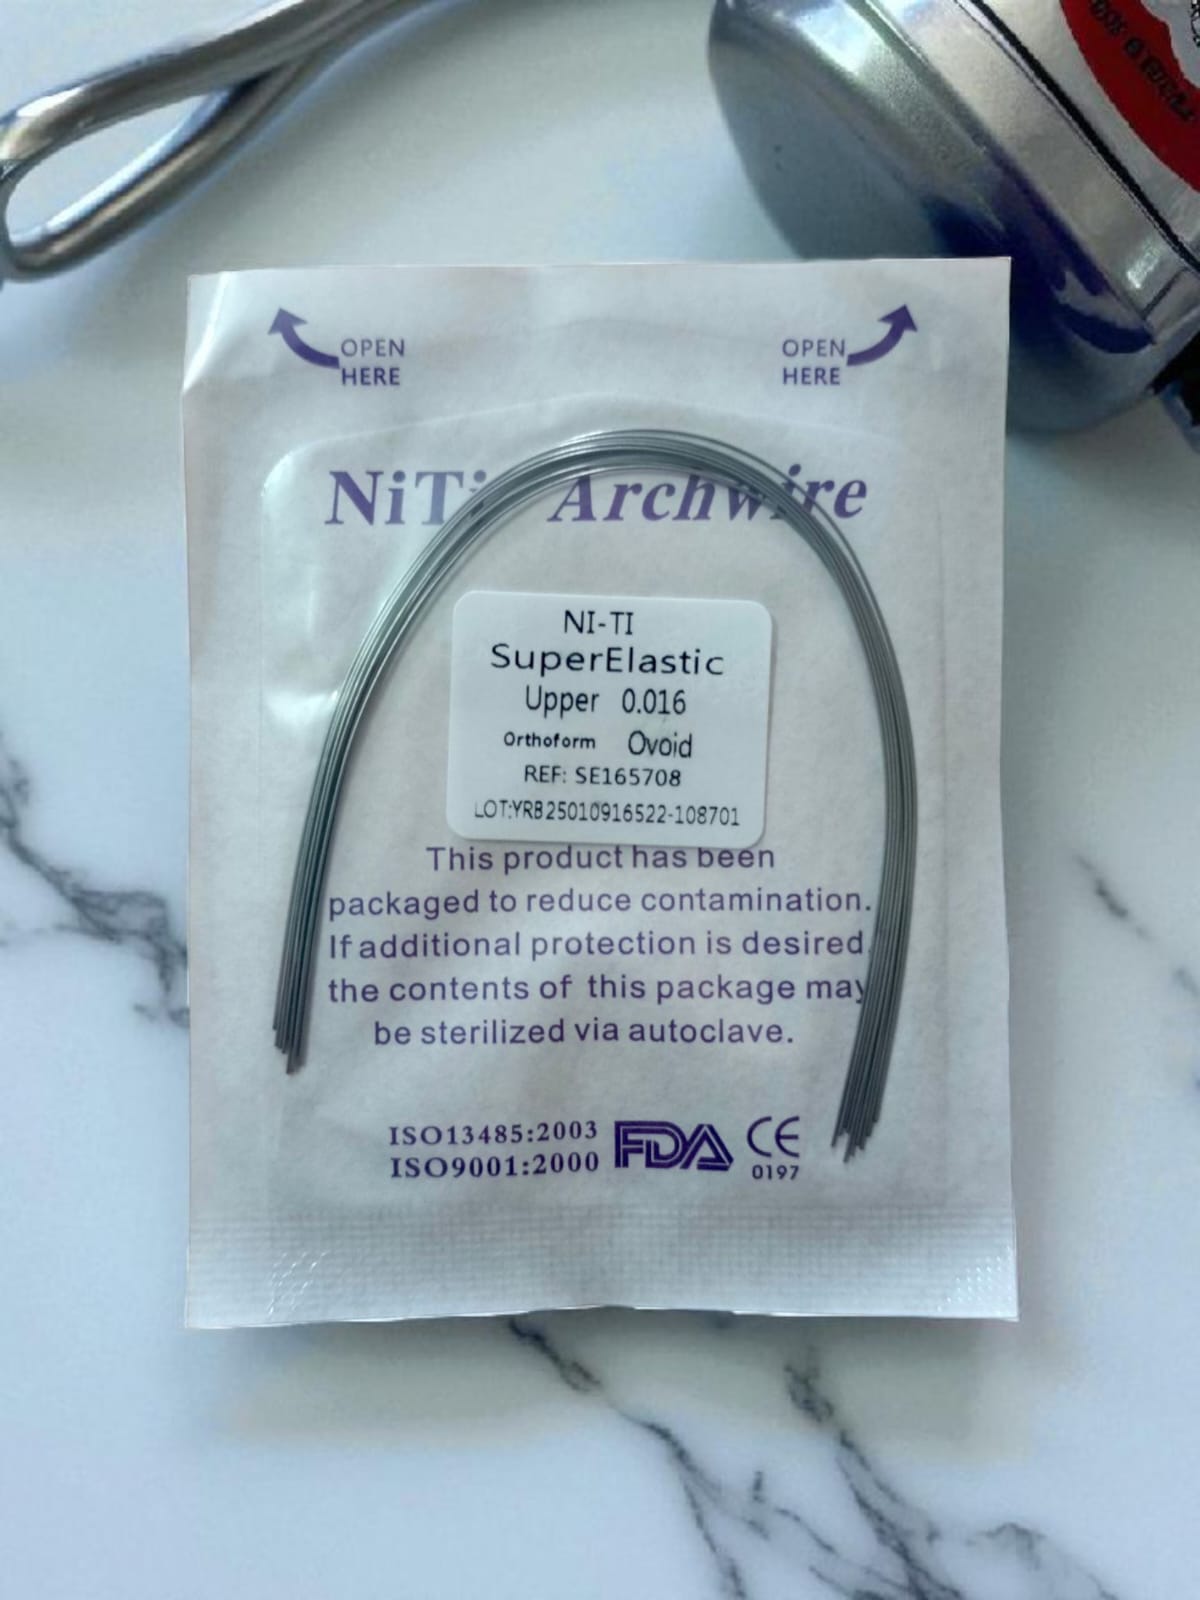 OPEN HERE
OPEN HERE
NiTi Archwire
NI-TI
SuperElastic
Upper 0.016
Orthoform Ovoid
REF: SE165708
LOT:YRB25010916522-108701
This product has been
packaged to reduce contamination.
If additional protection is desired
the contents of this package may
be sterilized via autoclave.
ISO13485:2003
ISO9001:2000
FDA
CE
0197